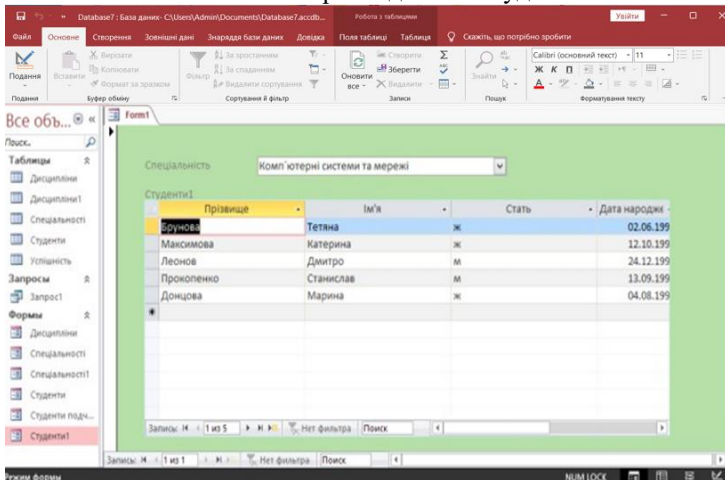 Database7 : База даних- C:\Users\Admin\Documents\Database7.accdb...
Робота з таблицями
Увійти
Файл Основне Створення Зовнішні дані Знаряддя бази даних Довідка Поля таблиці Таблиця Скажіть, що потрібно зробити
Подання
Вставити
Вирізати
Копіювати
Формат за зразком
Фільтр
За зростанням
За спаданням
Видалити сортування
Оновити все
Створити
Зберегти
Видалити
Знайти
Calibri (основний текст) 11
Ж К П
Подання Буфер обміну Сортування й фільтр Записи Пошук Форматування тексту
Все объ...
Поиск...
Таблицы
Дисципліни
Дисципліни1
Спеціальності
Студенти
Успішність
Запросы
Запрос1
Формы
Дисципліни
Спеціальності
Спеціальності1
Студенти
Студенти подч...
Студенти1
Form1
Спеціальність Комп`ютерні системи та мережі
Студенти1
Прізвище Ім'я Стать Дата народже
Брунова Тетяна ж 02.06.199
Максимова Катерина ж 12.10.199
Леонов Дмитро м 24.12.199
Прокопенко Станислав м 13.09.199
Донцова Марина ж 04.08.199
Запись: 1 из 5 Нет фильтра Поиск
Запись: 1 из 1 Нет фильтра Поиск
Режим формы NUM LOCK